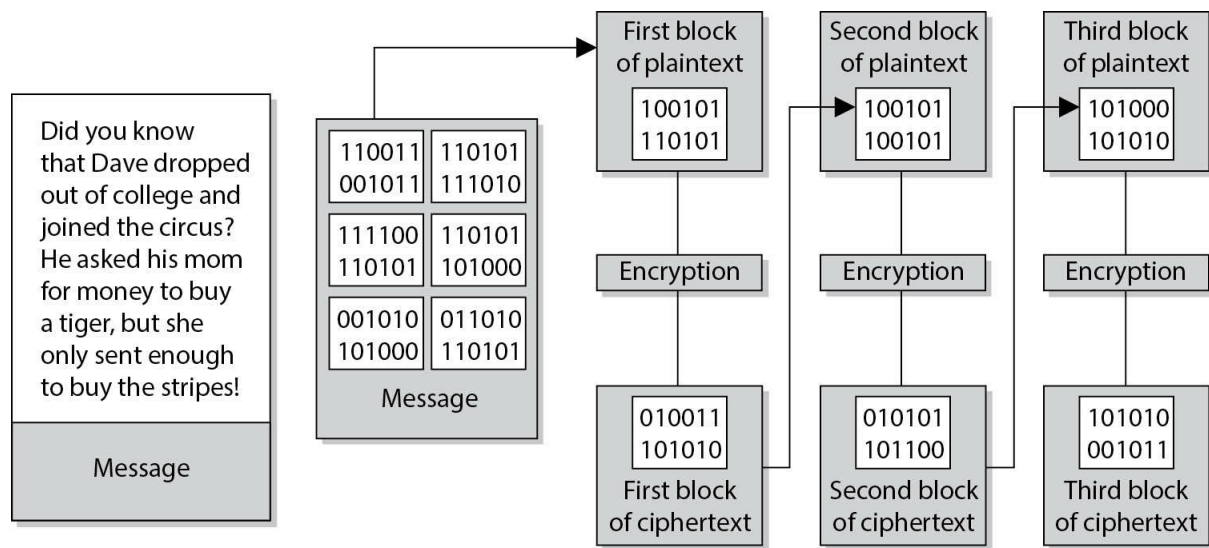 Did you know
that Dave dropped
out of college and
joined the circus?
He asked his mom
for money to buy
a tiger, but she
only sent enough
to buy the stripes!
Message
110011
001011
110101
111010
111100
110101
110101
101000
001010
101000
011010
110101
Message
First block
of plaintext
100101
110101
Encryption
010011
101010
First block
of ciphertext
Second block
of plaintext
100101
100101
Encryption
010101
101100
Second block
of ciphertext
Third block
of plaintext
101000
101010
Encryption
101010
001011
Third block
of ciphertext